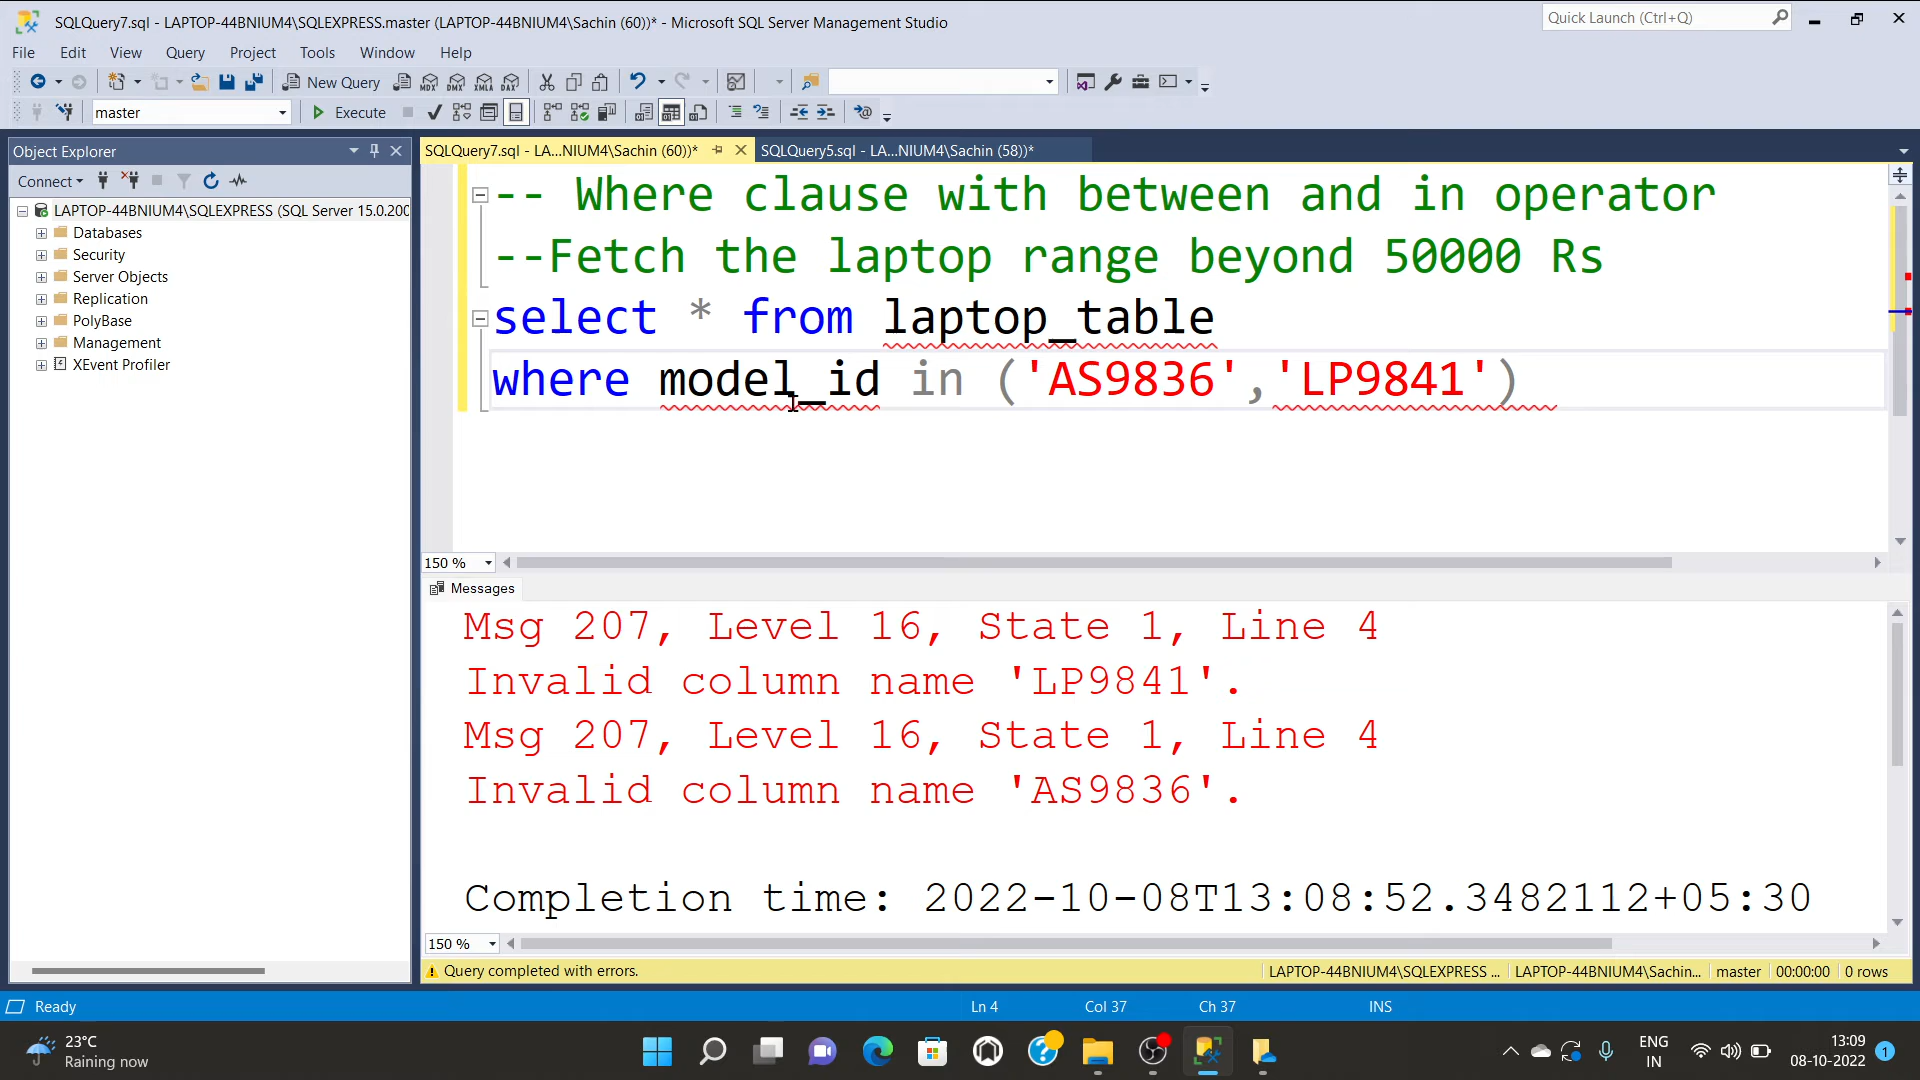 SQLQuery7.sql - LAPTOP-44BNIUM4\SQLEXPRESS.master (LAPTOP-44BNIUM4\Sachin (60))* - Microsoft SQL Server Management Studio
Quick Launch (Ctrl+Q)
File Edit View Query Project Tools Window Help
New Query
MDX DMX XMLA DAX
master
Execute
Object Explorer
SQLQuery7.sql - LA...NIUM4\Sachin (60))*
SQLQuery5.sql - LA...NIUM4\Sachin (58))*
Connect
LAPTOP-44BNIUM4\SQLEXPRESS (SQL Server 15.0.200
Databases
Security
Server Objects
Replication
PolyBase
Management
XEvent Profiler
-- Where clause with between and in operator
--Fetch the laptop range beyond 50000 Rs
select * from laptop_table
where model_id in ('AS9836','LP9841')
150 %
Messages
Msg 207, Level 16, State 1, Line 4
Invalid column name 'LP9841'.
Msg 207, Level 16, State 1, Line 4
Invalid column name 'AS9836'.
Completion time: 2022-10-08T13:08:52.3482112+05:30
150 %
Query completed with errors.
LAPTOP-44BNIUM4\SQLEXPRESS ...
LAPTOP-44BNIUM4\Sachin...
master
00:00:00
0 rows
Ready
Ln 4
Col 37
Ch 37
INS
23°C
Raining now
ENG
IN
13:09
08-10-2022
1